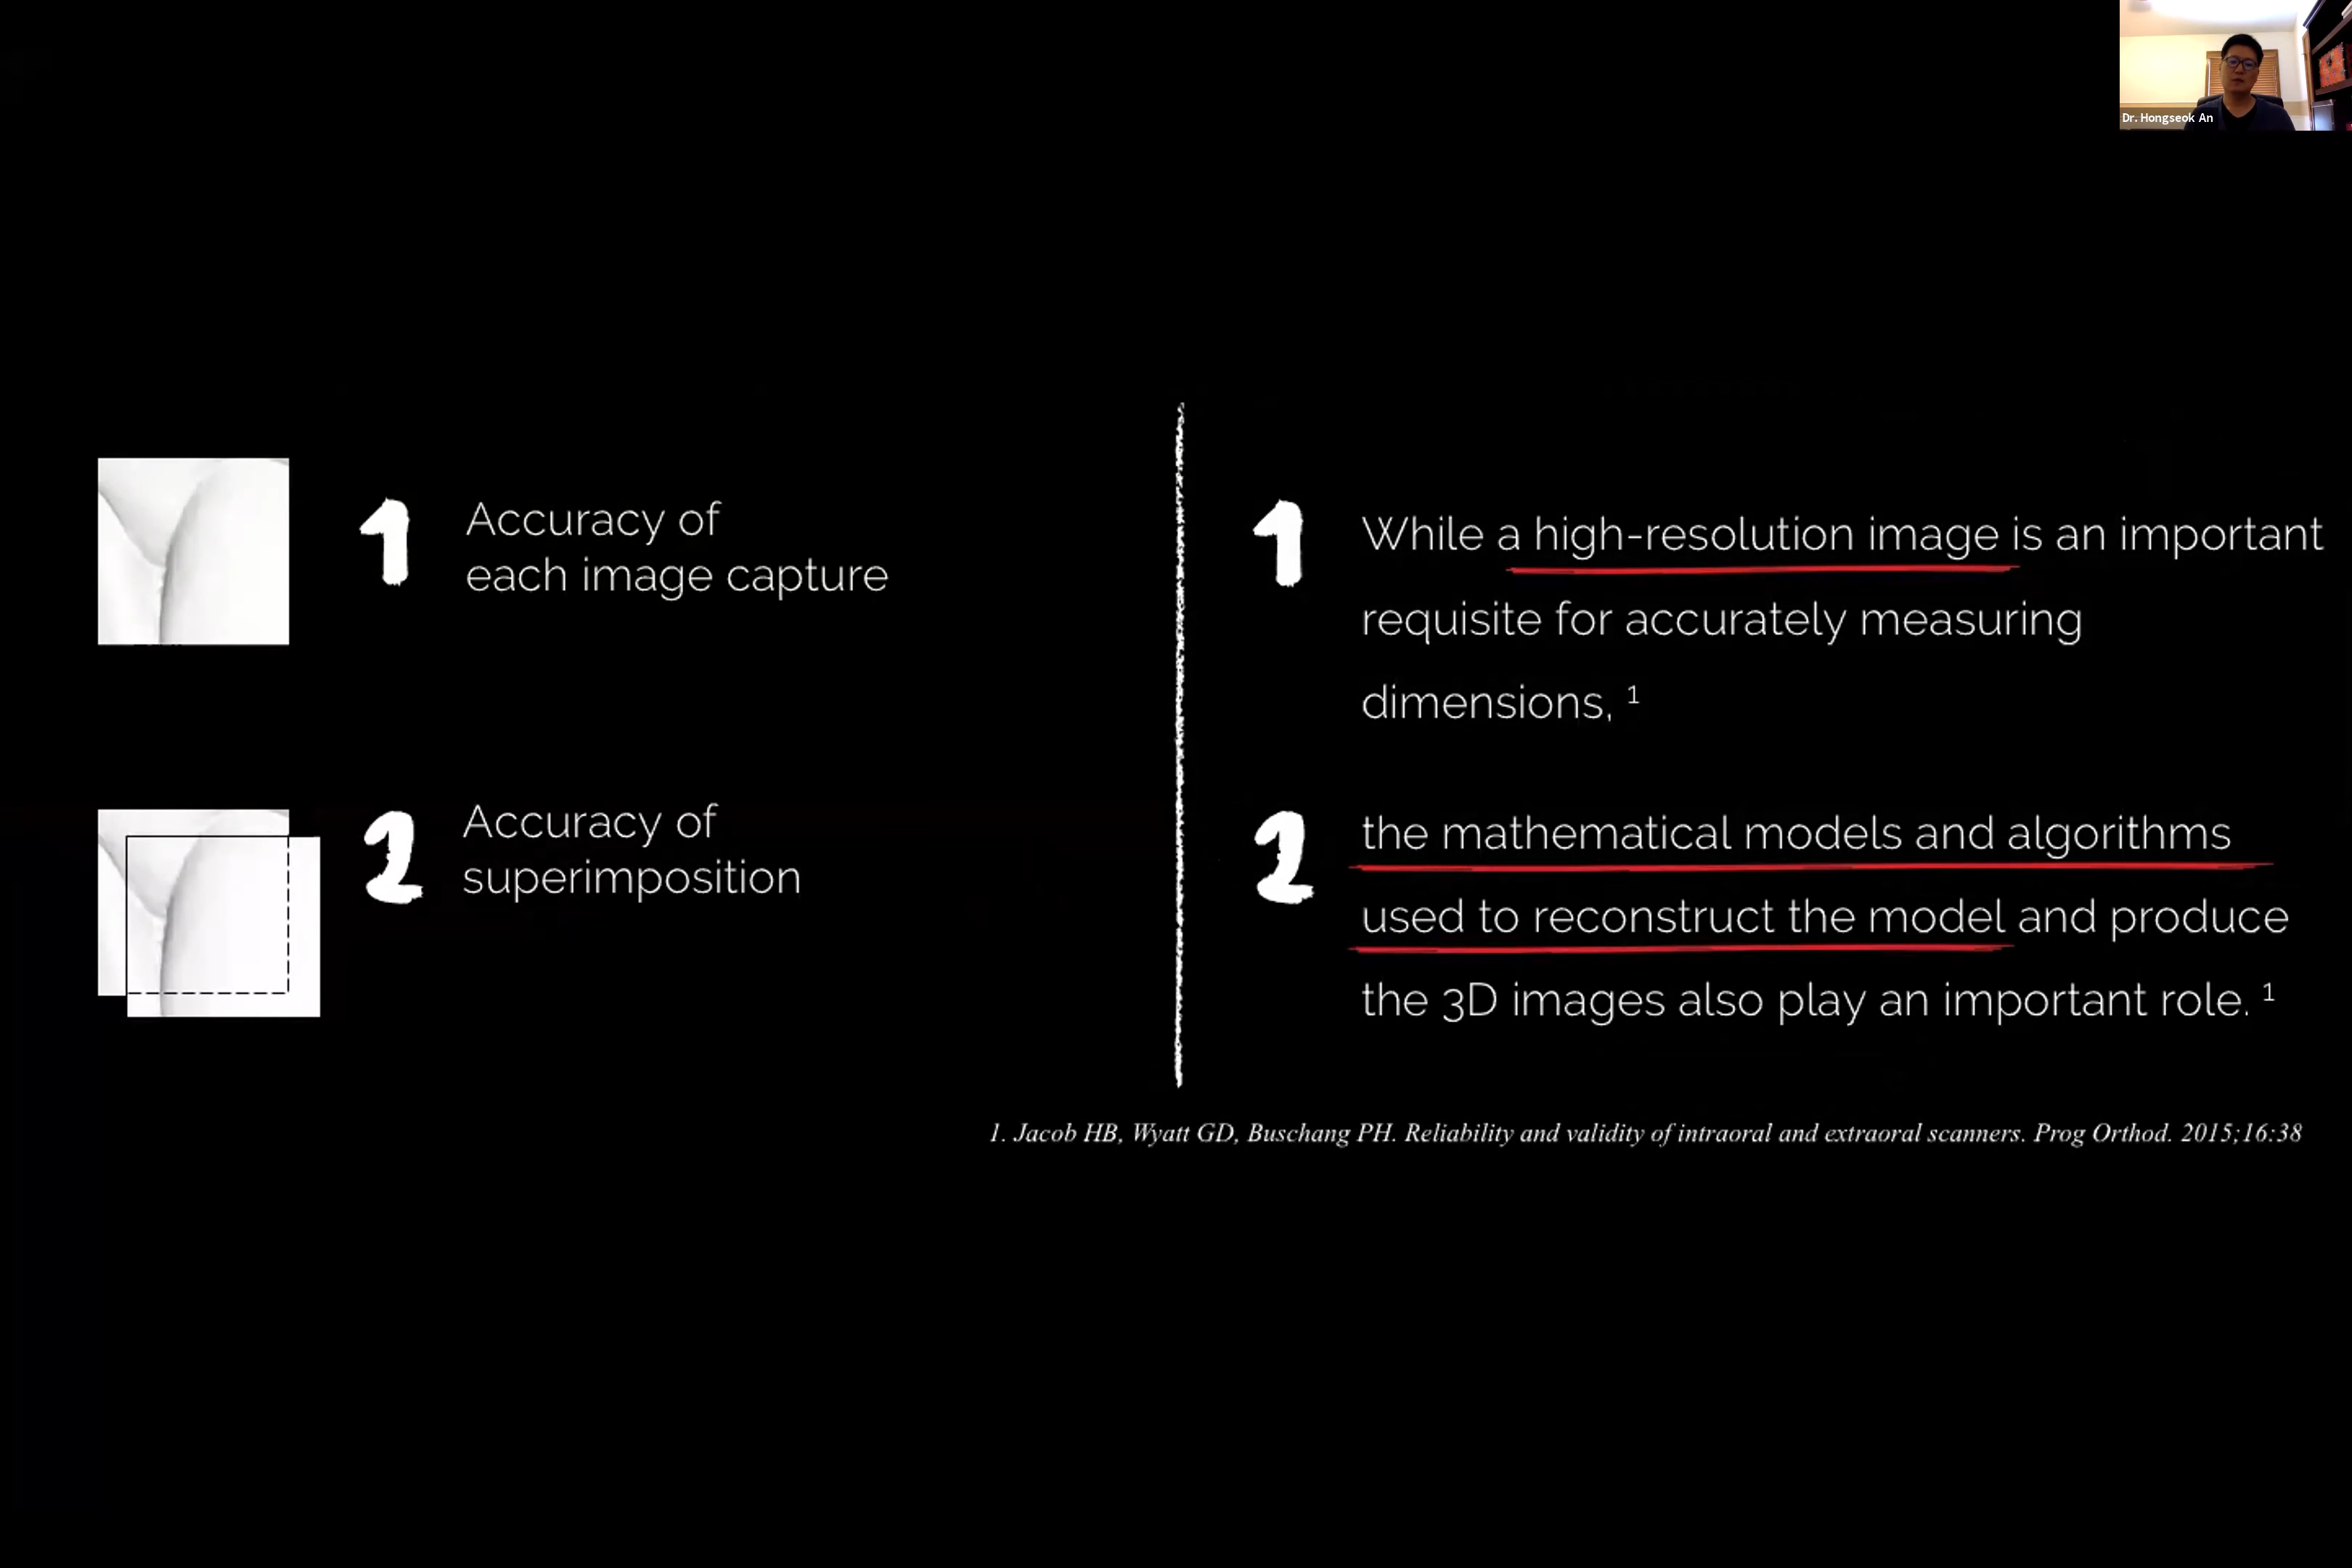 Dr. Hongseok An
1
Accuracy of
each image capture
2
Accuracy of
superimposition
1
While a high-resolution image is an important
requisite for accurately measuring
dimensions, 1
2
the mathematical models and algorithms
used to reconstruct the model and produce
the 3D images also play an important role. 1
1. Jacob HB, Wyatt GD, Buschang PH. Reliability and validity of intraoral and extraoral scanners. Prog Orthod. 2015;16:38